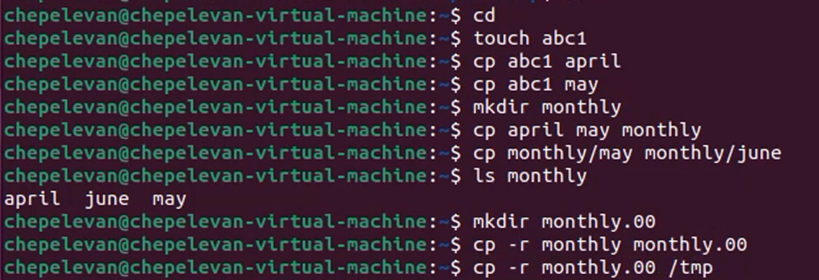 chepelevan@chepelevan-virtual-machine:~$ cd
chepelevan@chepelevan-virtual-machine:~$ touch abc1
chepelevan@chepelevan-virtual-machine:~$ cp abc1 april
chepelevan@chepelevan-virtual-machine:~$ cp abc1 may
chepelevan@chepelevan-virtual-machine:~$ mkdir monthly
chepelevan@chepelevan-virtual-machine:~$ cp april may monthly
chepelevan@chepelevan-virtual-machine:~$ cp monthly/may monthly/june
chepelevan@chepelevan-virtual-machine:~$ ls monthly
april  june  may
chepelevan@chepelevan-virtual-machine:~$ mkdir monthly.00
chepelevan@chepelevan-virtual-machine:~$ cp -r monthly monthly.00
chepelevan@chepelevan-virtual-machine:~$ cp -r monthly.00 /tmp